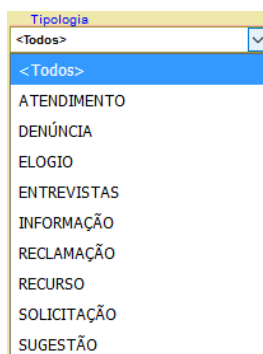 Tipologia
<Todos>
<Todos>
ATENDIMENTO
DENÚNCIA
ELOGIO
ENTREVISTAS
INFORMAÇÃO
RECLAMAÇÃO
RECURSO
SOLICITAÇÃO
SUGESTÃO